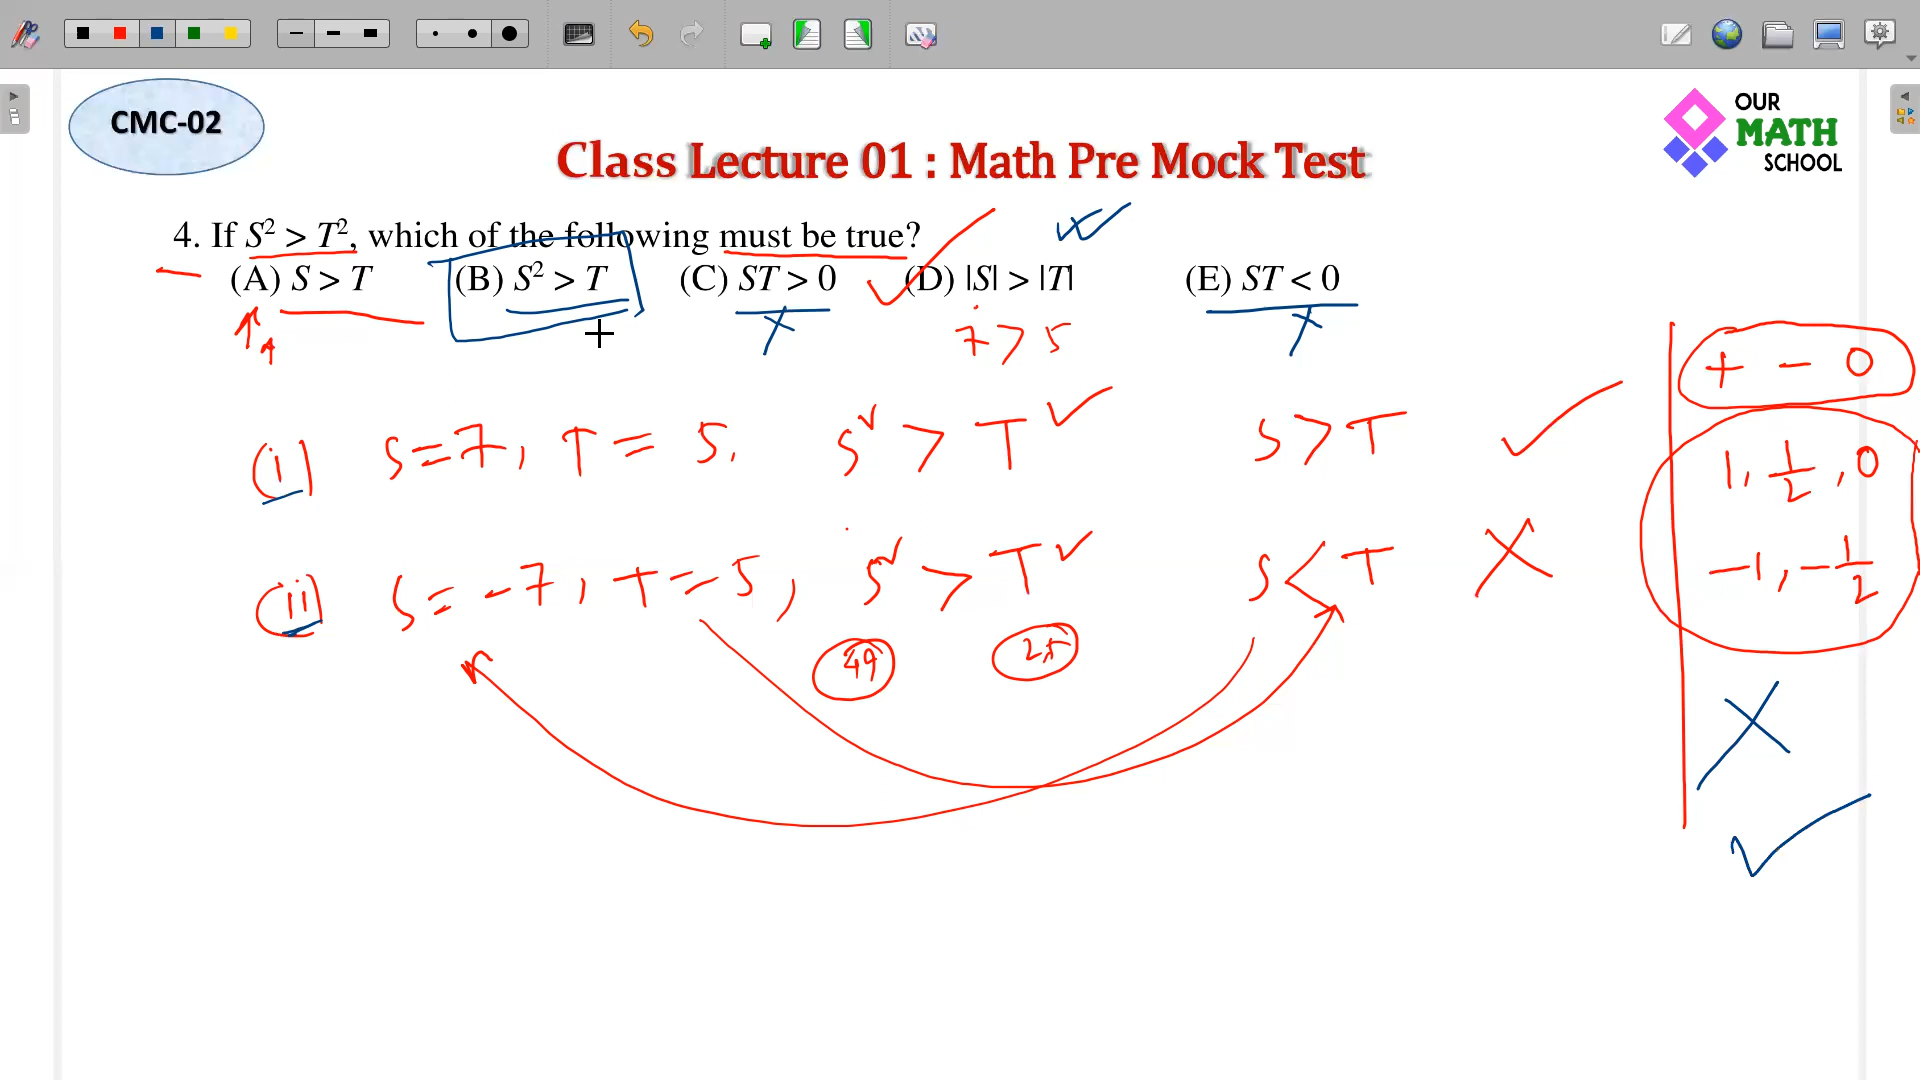 CMC-02
OUR
MATH
SCHOOL
Class Lecture 01 : Math Pre Mock Test
4. If S² > T², which of the following must be true?
(A) S > T (B) S² > T (C) ST > 0 (D) |S| > |T| (E) ST < 0
7 > 5
+ − 0
(i) S=7, T = 5. S² > T² S > T
1, 1/2, 0
(ii) S = -7, T = 5, S² > T² S < T
-1, -1/2
49 25